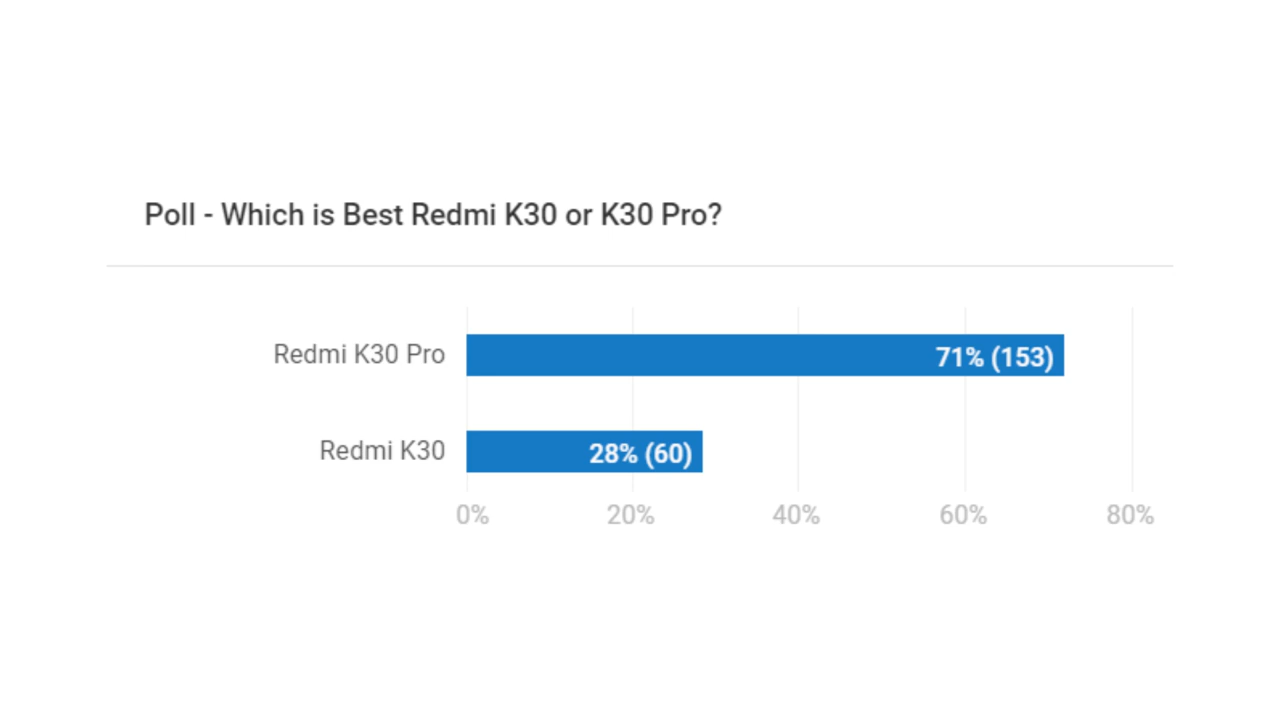 Poll - Which is Best Redmi K30 or K30 Pro?
Redmi K30 Pro 71% (153)
Redmi K30 28% (60)
0% 20% 40% 60% 80%